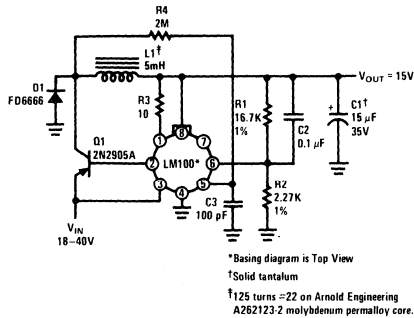 R4
2M
L1‡
5mH
VOUT = 15V
D1
FD6666
R3
10
R1
16.7K
1%
C1†
15 μF
35V
+
C2
0.1 μF
Q1
2N2905A
1
8
7
2
LM100*
6
3
4
5
R2
2.27K
1%
C3
100 pF
VIN
18–40V
*Basing diagram is Top View
†Solid tantalum
‡125 turns =22 on Arnold Engineering
A262123-2 molybdenum permalloy core.